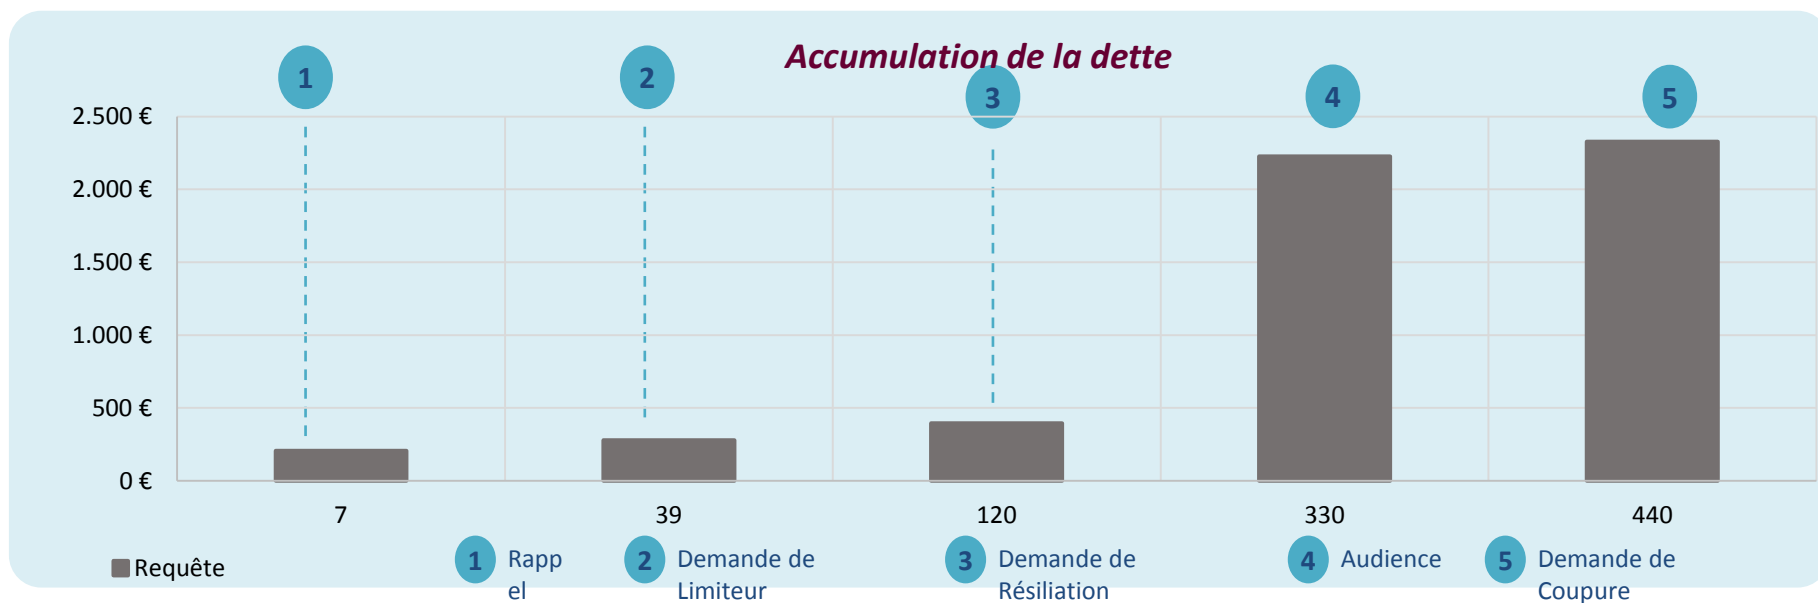 Accumulation de la dette
1
2
3
4
5
2.500 €
2.000 €
1.500 €
1.000 €
500 €
0 €
7
39
120
330
440
Requête
1 Rapp
el
2 Demande de
Limiteur
3 Demande de
Résiliation
4 Audience
5 Demande de
Coupure